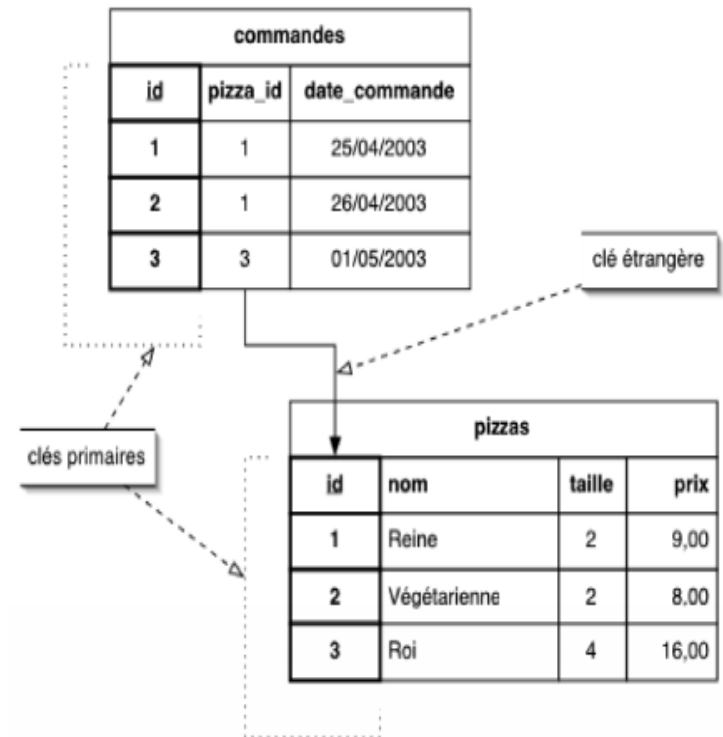 commandes
id pizza_id date_commande
1 1 25/04/2003
2 1 26/04/2003
3 3 01/05/2003
clé étrangère
clés primaires
pizzas
id nom taille prix
1 Reine 2 9,00
2 Végétarienne 2 8,00
3 Roi 4 16,00